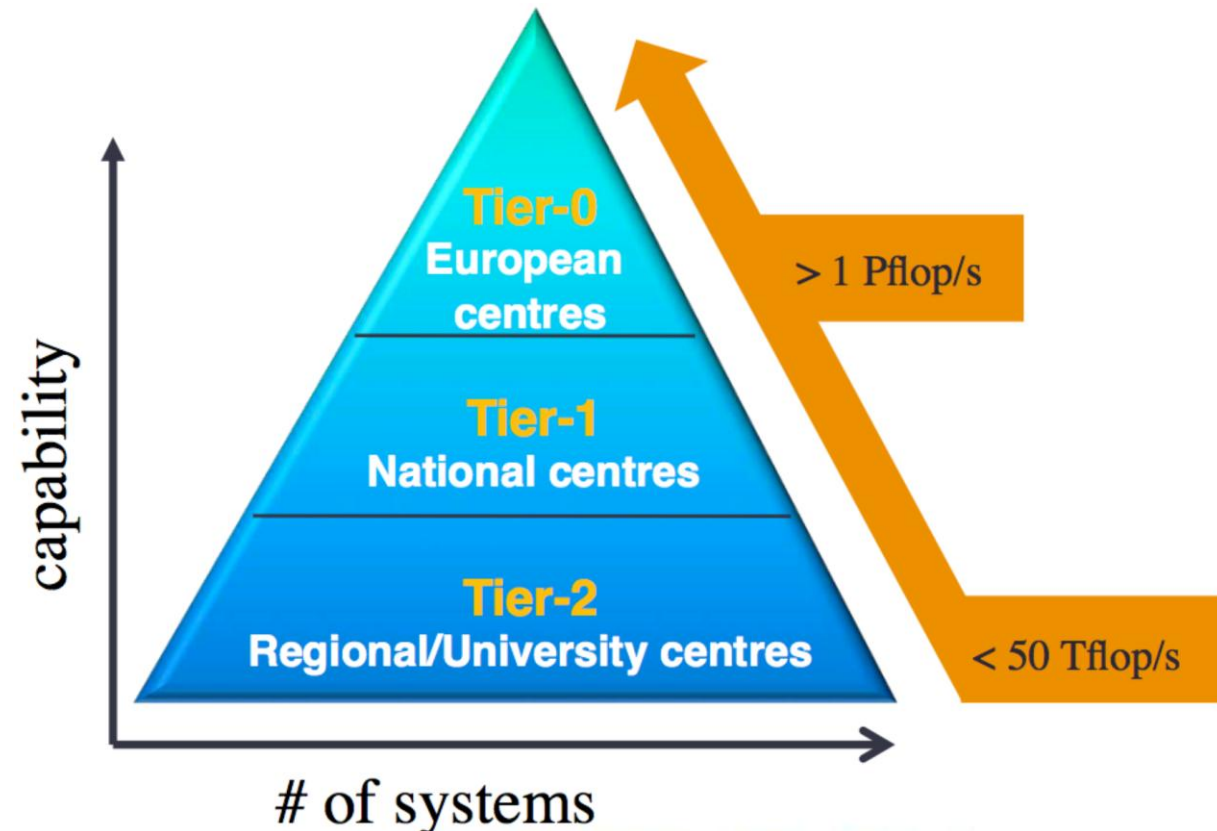 Tier-0
European
centres
> 1 Pflop/s
Tier-1
National centres
Tier-2
Regional/University centres
< 50 Tflop/s
capability
# of systems